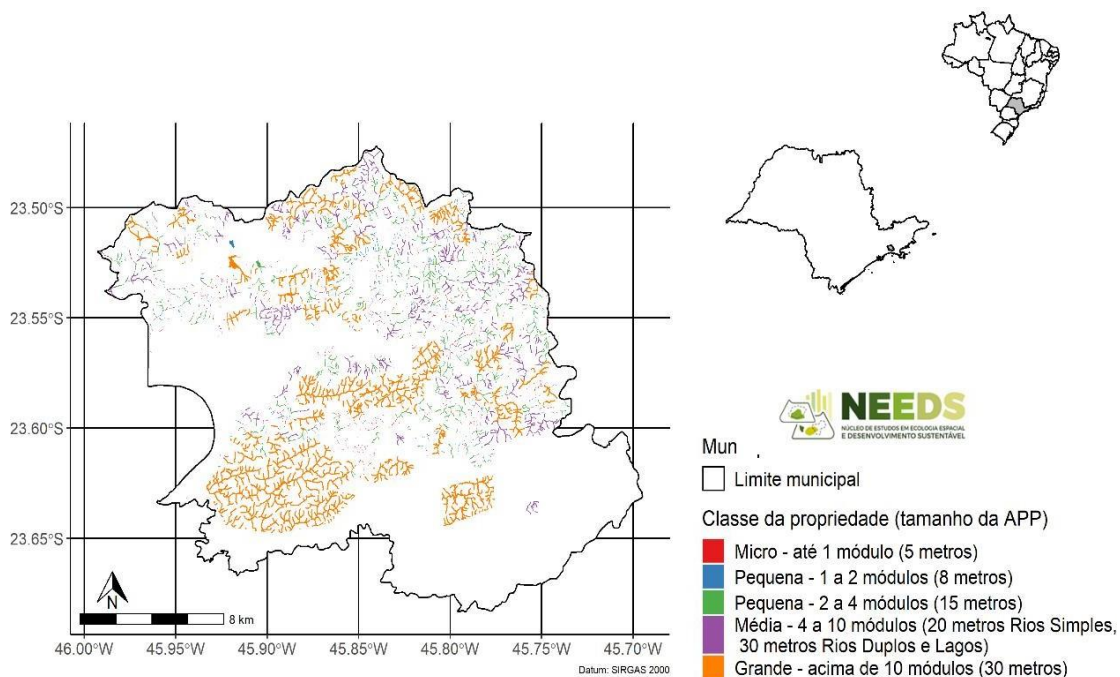 23.50°S
23.55°S
23.60°S
23.65°S
N
8 km
46.00°W 45.95°W 45.90°W 45.85°W 45.80°W 45.75°W 45.70°W
Datum: SIRGAS 2000
NEEDS
NÚCLEO DE ESTUDOS EM ECOLOGIA ESPACIAL
E DESENVOLVIMENTO SUSTENTÁVEL
Mun
Limite municipal
Classe da propriedade (tamanho da APP)
Micro - até 1 módulo (5 metros)
Pequena - 1 a 2 módulos (8 metros)
Pequena - 2 a 4 módulos (15 metros)
Média - 4 a 10 módulos (20 metros Rios Simples,
30 metros Rios Duplos e Lagos)
Grande - acima de 10 módulos (30 metros)